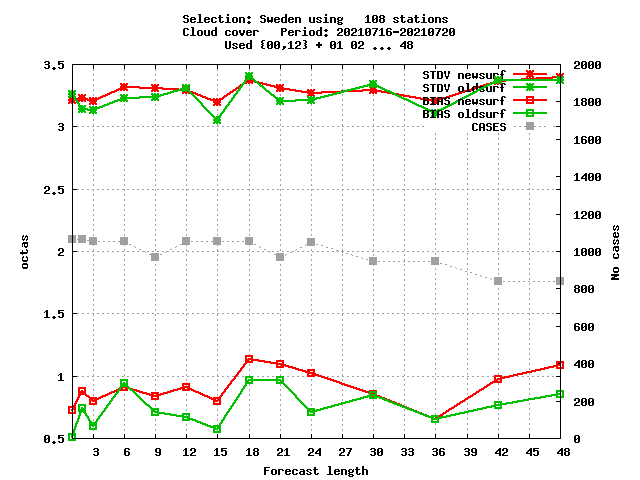 Selection: Sweden using   108 stations
Cloud cover   Period: 20210716-20210720
Used {00,12} + 01 02 ... 48
3.5
3
2.5
2
1.5
1
0.5
2000
1800
1600
1400
1200
1000
800
600
400
200
0
STDV newsurf
STDV oldsurf
BIAS newsurf
BIAS oldsurf
CASES
octas
No cases
3 6 9 12 15 18 21 24 27 30 33 36 39 42 45 48
Forecast length